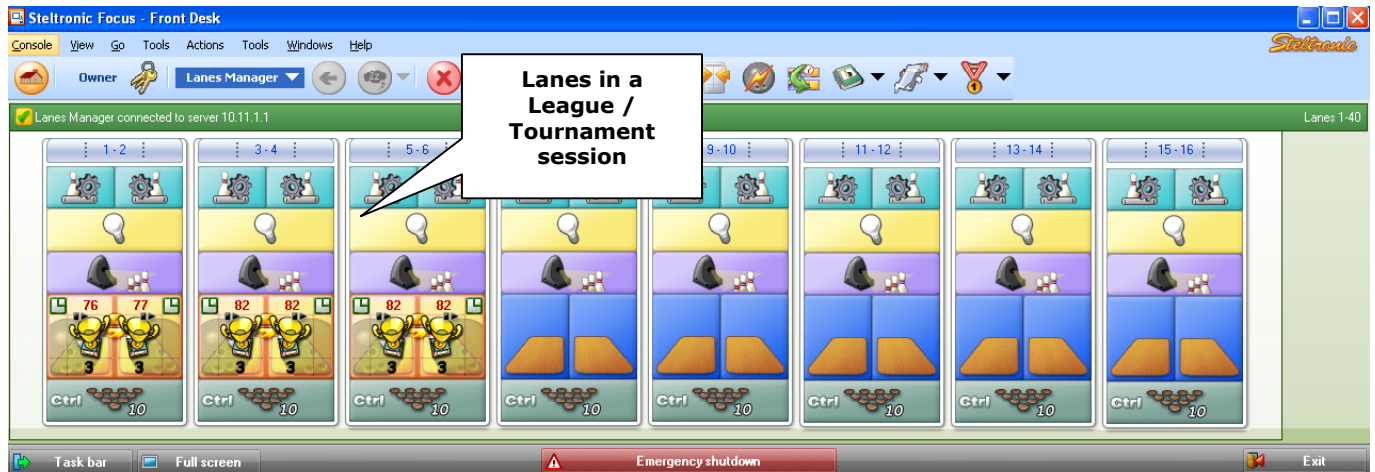 Steltronic Focus - Front Desk
Console View Go Tools Actions Tools Windows Help
Steltronic
Owner Lanes Manager
Lanes in a
League /
Tournament
session
1
Lanes Manager connected to server 10.11.1.1 Lanes 1-40
1 - 2 3 - 4 5 - 6 9 - 10 11 - 12 13 - 14 15 - 16
76 77 82 82 82 82
3 3 3 3 3 3
Ctrl 10 Ctrl 10 Ctrl 10 Ctrl 10 Ctrl 10 Ctrl 10 Ctrl 10 Ctrl 10
Task bar Full screen Emergency shutdown Exit